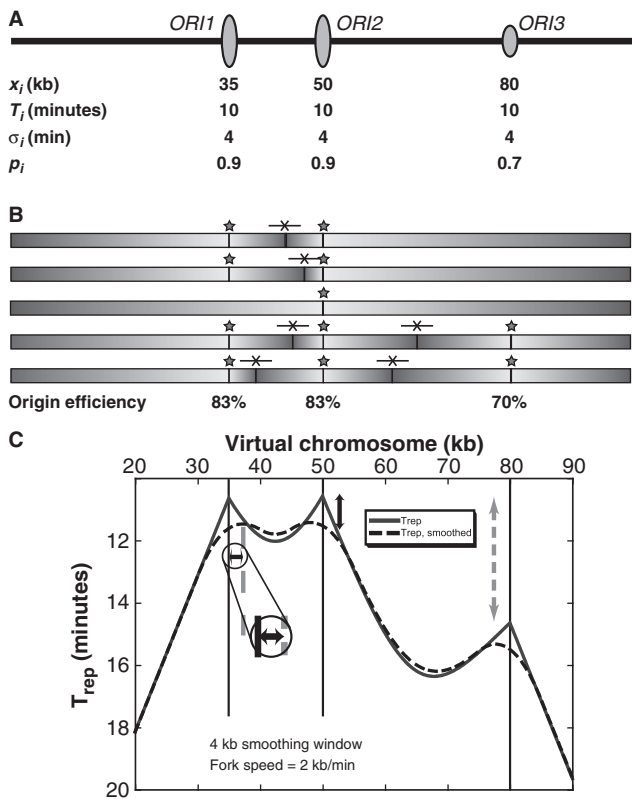 A
ORI1 ORI2 ORI3
xi (kb) 35 50 80
Ti (minutes) 10 10 10
σi (min) 4 4 4
pi 0.9 0.9 0.7
B
Origin efficiency 83% 83% 70%
C
Virtual chromosome (kb)
20 30 40 50 60 70 80 90
Trep (minutes)
12
14
16
18
20
Trep
Trep, smoothed
4 kb smoothing window
Fork speed = 2 kb/min